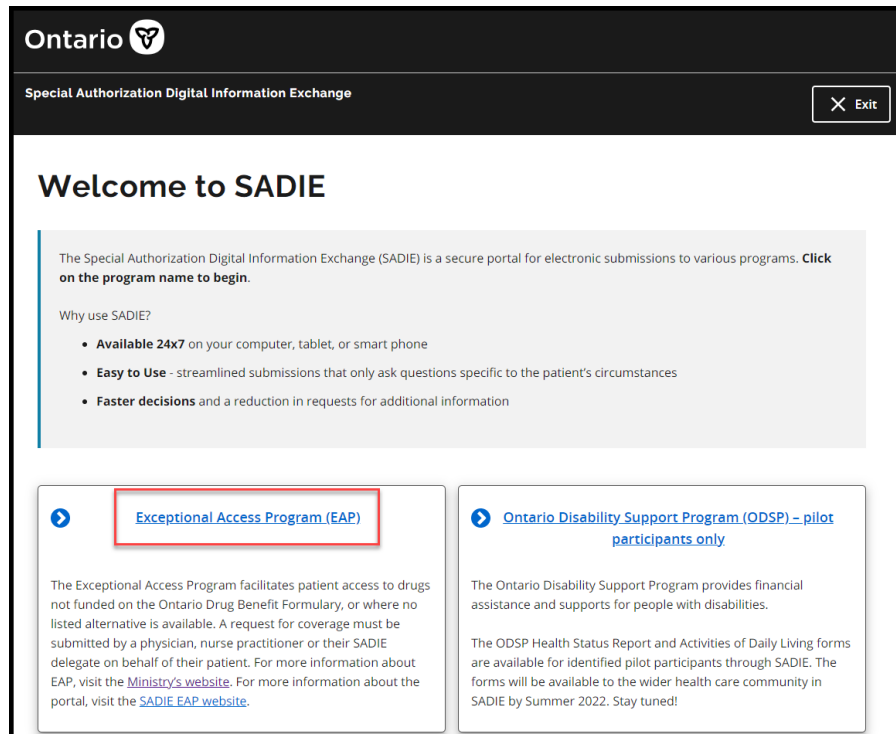 Ontario
Special Authorization Digital Information Exchange
Exit
Welcome to SADIE
The Special Authorization Digital Information Exchange (SADIE) is a secure portal for electronic submissions to various programs. Click
on the program name to begin.
Why use SADIE?
• Available 24x7 on your computer, tablet, or smart phone
• Easy to Use - streamlined submissions that only ask questions specific to the patient's circumstances
• Faster decisions and a reduction in requests for additional information
Exceptional Access Program (EAP)
The Exceptional Access Program facilitates patient access to drugs
not funded on the Ontario Drug Benefit Formulary, or where no
listed alternative is available. A request for coverage must be
submitted by a physician, nurse practitioner or their SADIE
delegate on behalf of their patient. For more information about
EAP, visit the Ministry's website. For more information about the
portal, visit the SADIE EAP website.
Ontario Disability Support Program (ODSP) – pilot
participants only
The Ontario Disability Support Program provides financial
assistance and supports for people with disabilities.
The ODSP Health Status Report and Activities of Daily Living forms
are available for identified pilot participants through SADIE. The
forms will be available to the wider health care community in
SADIE by Summer 2022. Stay tuned!